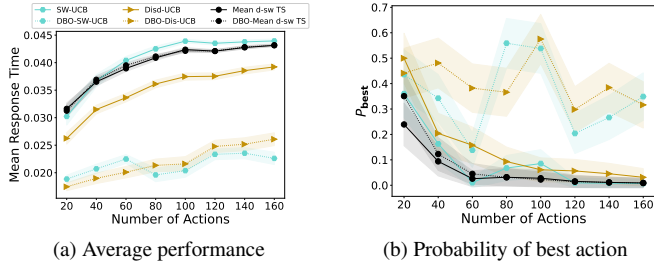 SW-UCB
Disd-UCB
Mean d-sw TS
DBO-SW-UCB
DBO-Dis-UCB
DBO-Mean d-sw TS
Mean Response Time
0.045
0.040
0.035
0.030
0.025
0.020
20 40 60 80 100 120 140 160
Number of Actions
(a) Average performance
P_best
0.7
0.6
0.5
0.4
0.3
0.2
0.1
0.0
20 40 60 80 100 120 140 160
Number of Actions
(b) Probability of best action